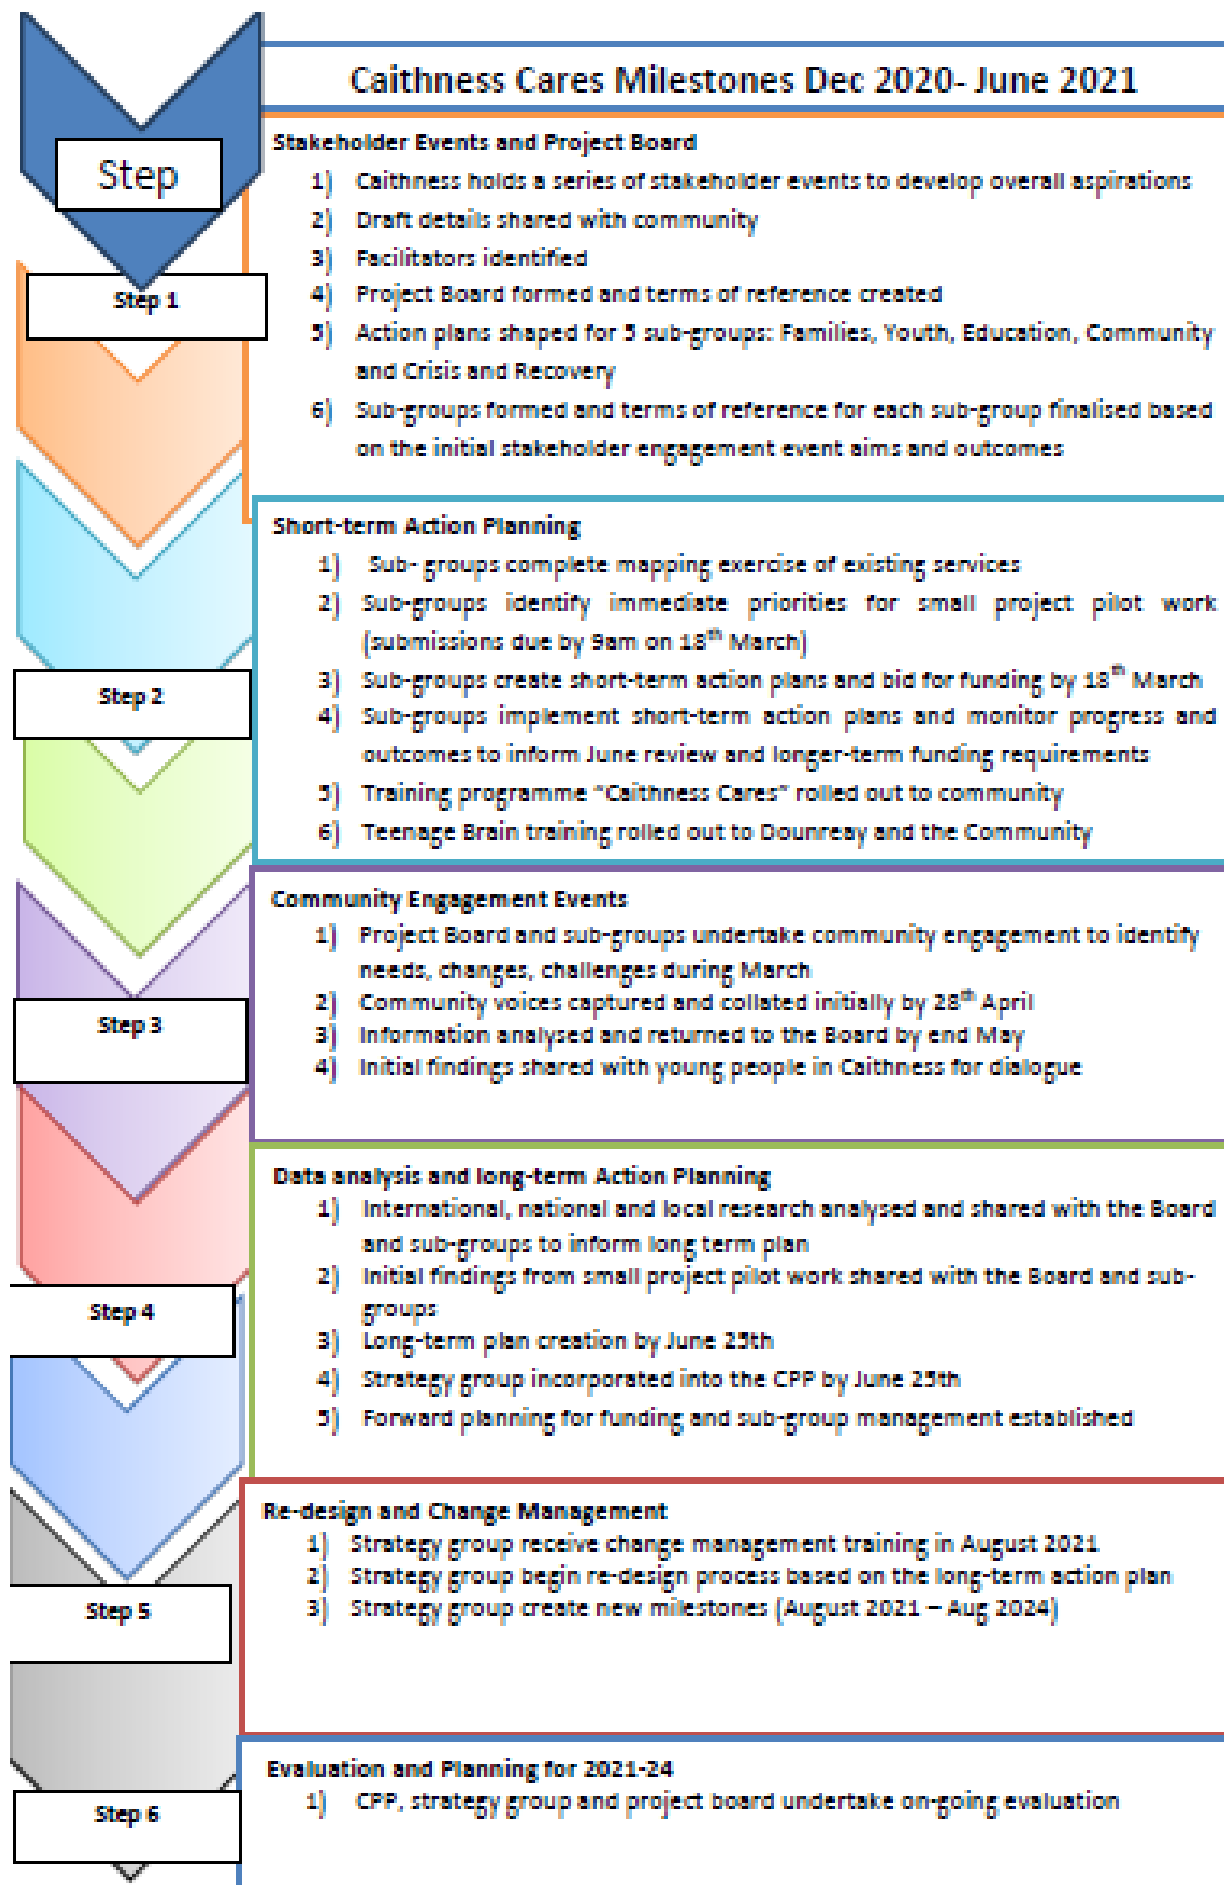 Caithness Cares Milestones Dec 2020- June 2021
Step
Stakeholder Events and Project Board
1) Caithness holds a series of stakeholder events to develop overall aspirations
2) Draft details shared with community
3) Facilitators identified
4) Project Board formed and terms of reference created
5) Action plans shaped for 5 sub-groups: Families, Youth, Education, Community
and Crisis and Recovery
6) Sub-groups formed and terms of reference for each sub-group finalised based
on the initial stakeholder engagement event aims and outcomes
Step 1
Short-term Action Planning
1) Sub- groups complete mapping exercise of existing services
2) Sub-groups identify immediate priorities for small project pilot work
(submissions due by 9am on 18th March)
3) Sub-groups create short-term action plans and bid for funding by 18th March
4) Sub-groups implement short-term action plans and monitor progress and
outcomes to inform June review and longer-term funding requirements
5) Training programme “Caithness Cares” rolled out to community
6) Teenage Brain training rolled out to Dounreay and the Community
Step 2
Community Engagement Events
1) Project Board and sub-groups undertake community engagement to identify
needs, changes, challenges during March
2) Community voices captured and collated initially by 28th April
3) Information analysed and returned to the Board by end May
4) Initial findings shared with young people in Caithness for dialogue
Step 3
Data analysis and long-term Action Planning
1) International, national and local research analysed and shared with the Board
and sub-groups to inform long term plan
2) Initial findings from small project pilot work shared with the Board and sub-
groups
3) Long-term plan creation by June 25th
4) Strategy group incorporated into the CPP by June 25th
5) Forward planning for funding and sub-group management established
Step 4
Re-design and Change Management
1) Strategy group receive change management training in August 2021
2) Strategy group begin re-design process based on the long-term action plan
3) Strategy group create new milestones (August 2021 – Aug 2024)
Step 5
Evaluation and Planning for 2021-24
1) CPP, strategy group and project board undertake on-going evaluation
Step 6